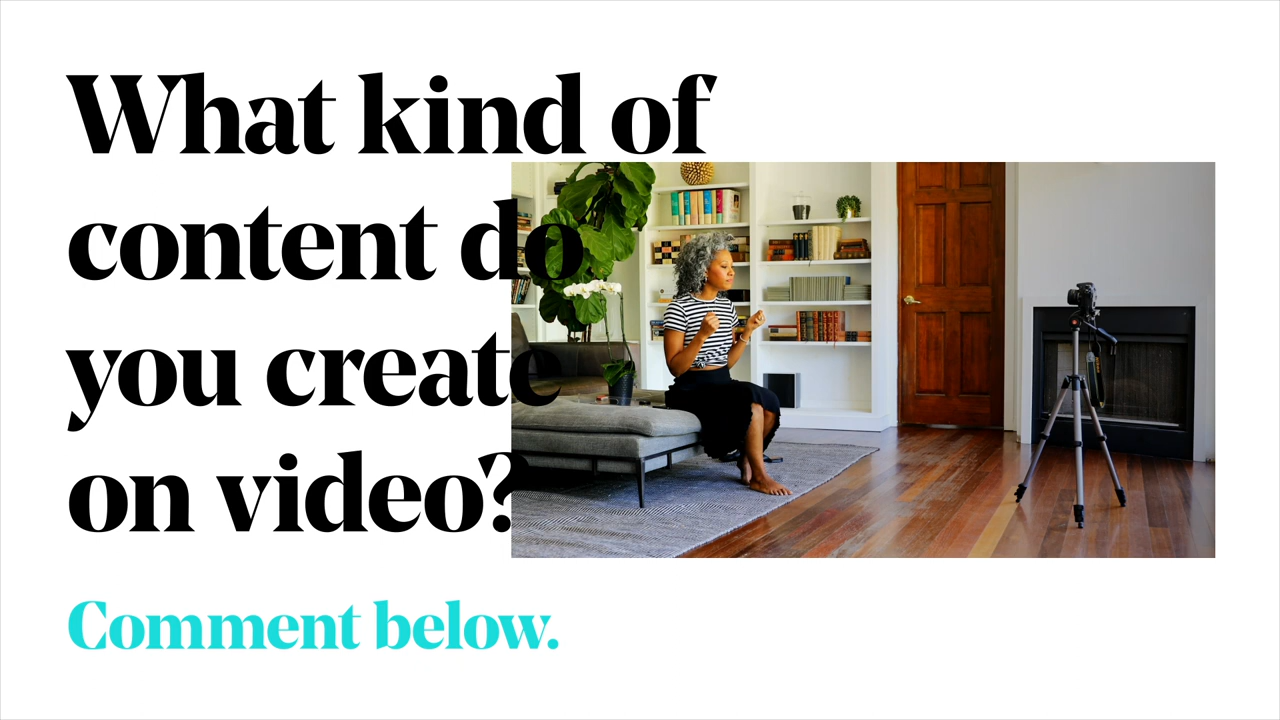 What kind of
content do
you create
on video?
Comment below.